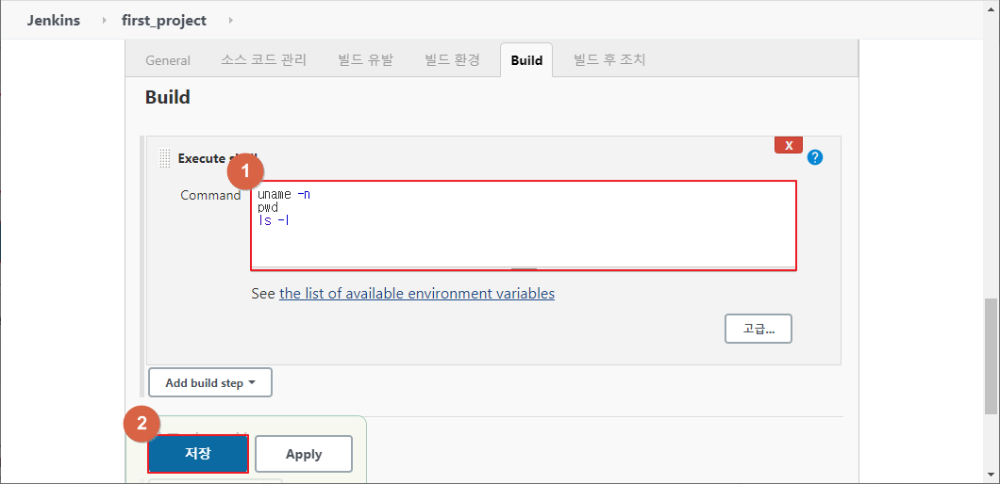 Jenkins first_project
General 소스 코드 관리 빌드 유발 빌드 환경 Build 빌드 후 조치
Build
X
Execute
1
Command
uname -n
pwd
ls -l
See the list of available environment variables
고급...
Add build step
2
저장 Apply